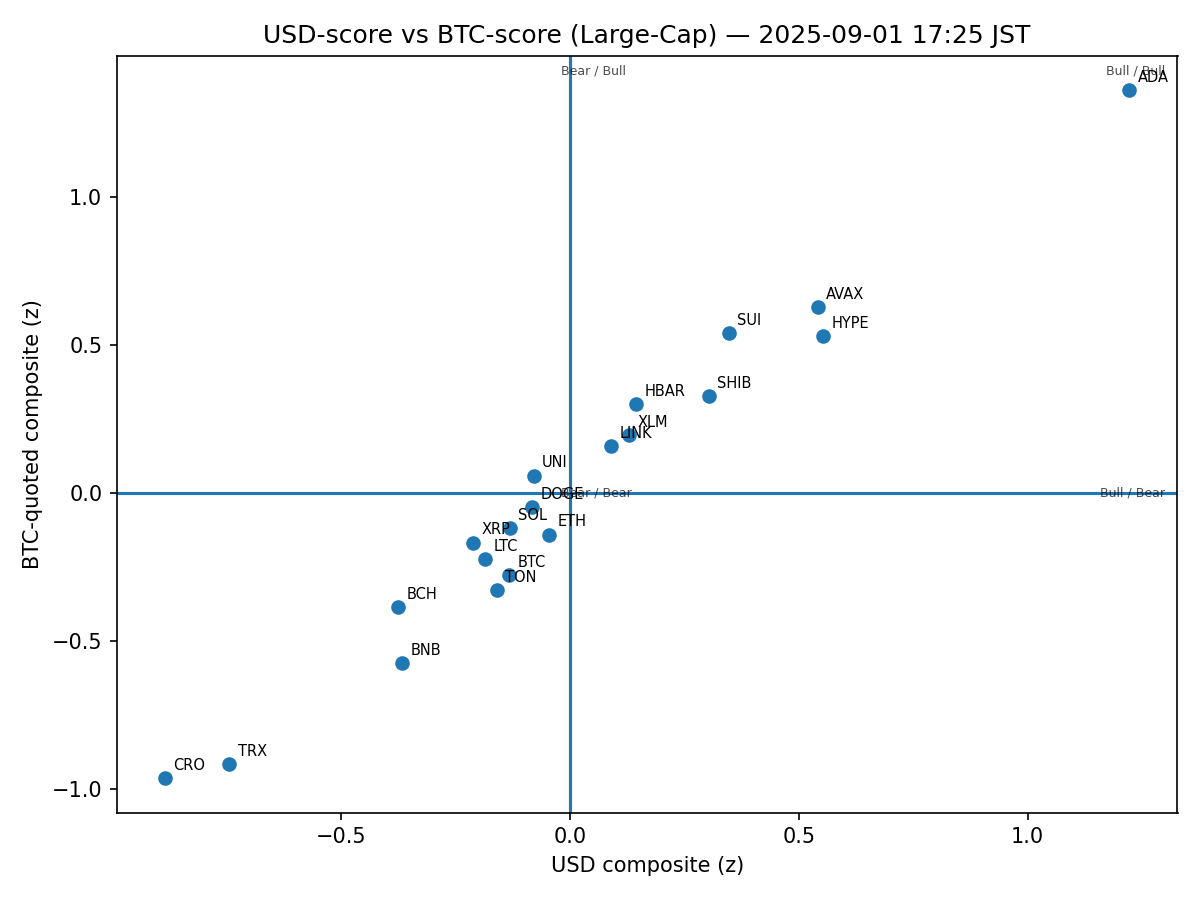 USD-score vs BTC-score (Large-Cap) — 2025-09-01 17:25 JST
Bear / Bull
Bull / Bull
ADA
1.0
AVAX
SUI
HYPE
0.5
SHIB
HBAR
XLM
LINK
UNI
0.0
DOGE
Bear / Bear
Bull / Bear
SOL
ETH
XRP
LTC
BTC
TON
BCH
−0.5
BNB
TRX
CRO
−1.0
−0.5
0.0
0.5
1.0
USD composite (z)
BTC-quoted composite (z)